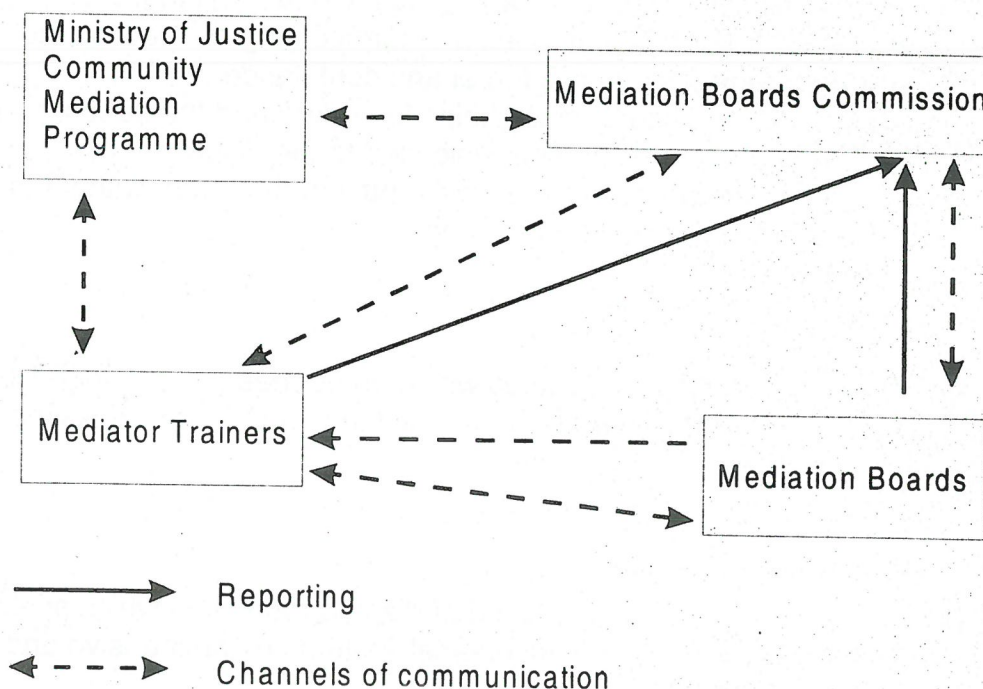 Ministry of Justice
Community
Mediation
Programme
Mediation Boards Commission
Mediator Trainers
Mediation Boards
Reporting
Channels of communication